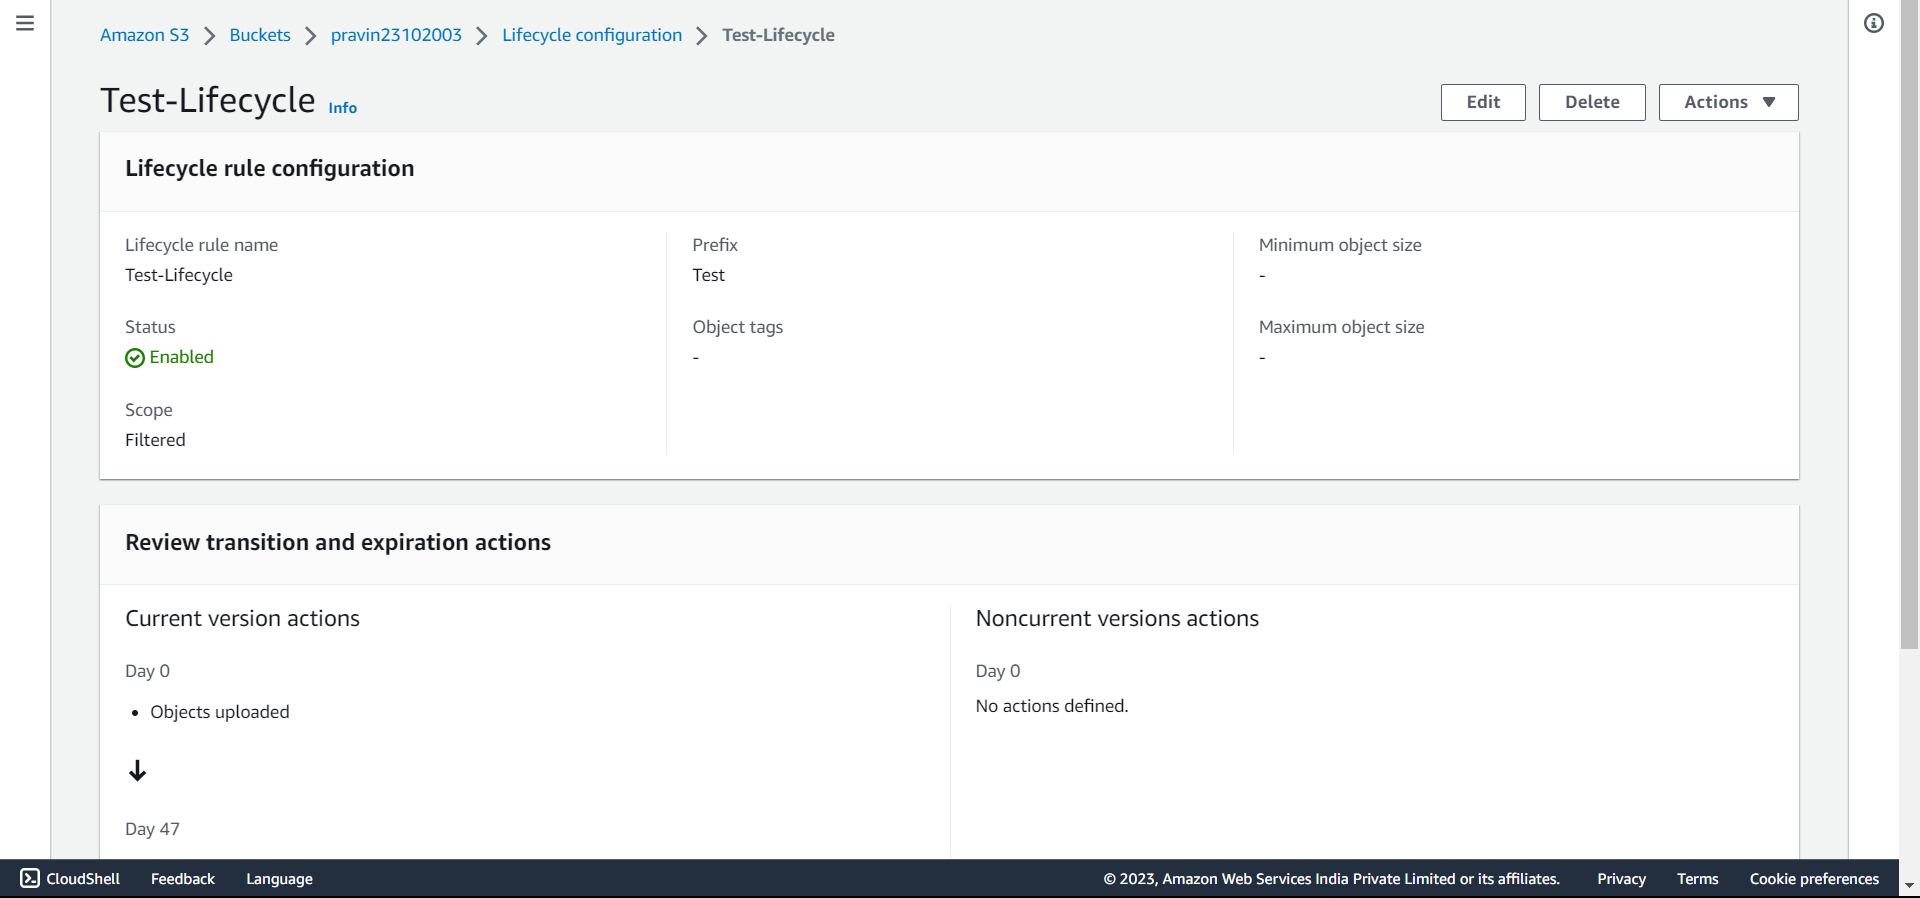 Amazon S3 > Buckets > pravin23102003 > Lifecycle configuration > Test-Lifecycle
Test-Lifecycle Info
Edit Delete Actions ▼
Lifecycle rule configuration
Lifecycle rule name
Test-Lifecycle
Status
Enabled
Scope
Filtered
Prefix
Test
Object tags
-
Minimum object size
-
Maximum object size
-
Review transition and expiration actions
Current version actions
Day 0
• Objects uploaded
↓
Day 47
Noncurrent versions actions
Day 0
No actions defined.
CloudShell Feedback Language © 2023, Amazon Web Services India Private Limited or its affiliates. Privacy Terms Cookie preferences